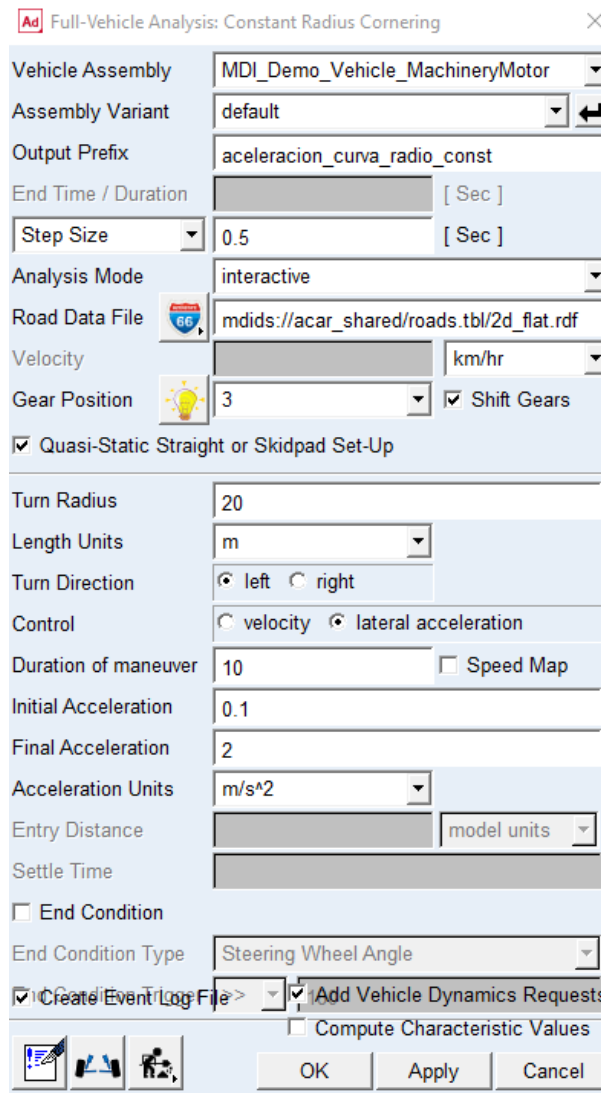 Ad Full-Vehicle Analysis: Constant Radius Cornering
Vehicle Assembly MDI_Demo_Vehicle_MachineryMotor
Assembly Variant default
Output Prefix aceleracion_curva_radio_const
End Time / Duration [ Sec ]
Step Size 0.5 [ Sec ]
Analysis Mode interactive
Road Data File 66 mdids://acar_shared/roads.tbl/2d_flat.rdf
Velocity km/hr
Gear Position 3 Shift Gears
Quasi-Static Straight or Skidpad Set-Up
Turn Radius 20
Length Units m
Turn Direction left right
Control velocity lateral acceleration
Duration of maneuver 10 Speed Map
Initial Acceleration 0.1
Final Acceleration 2
Acceleration Units m/s^2
Entry Distance model units
Settle Time
End Condition
End Condition Type Steering Wheel Angle
Create Event Log File >> Add Vehicle Dynamics Requests
Compute Characteristic Values
OK Apply Cancel